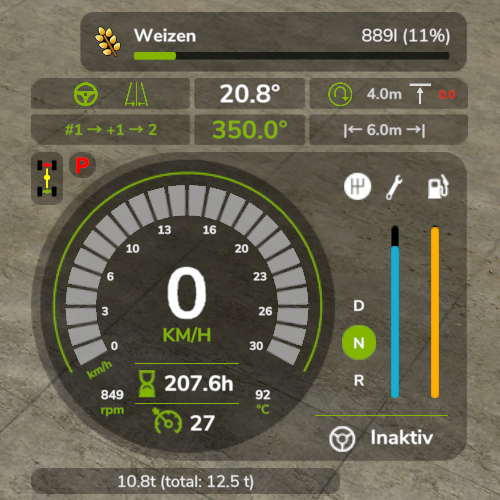 Weizen 889l (11%)
20.8° 4.0m 0.0
#1 → +1 → 2 350.0° |← 6.0m →|
P
13 16
10 20
6 23
3 26
0 30
0
KM/H
km/h
D
N
R
207.6h
849 rpm
92 °C
27
Inaktiv
10.8t (total: 12.5 t)